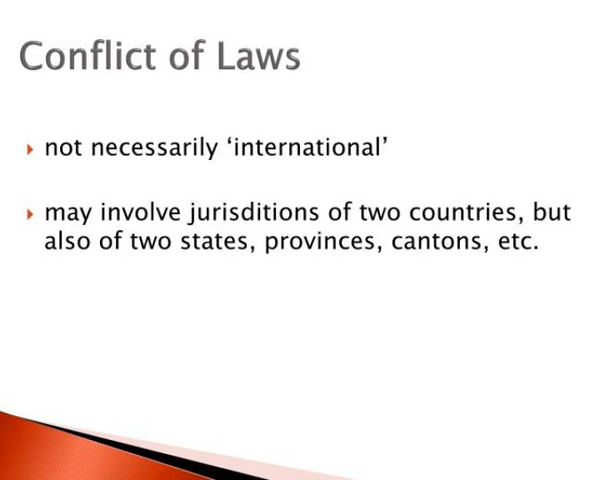 Conflict of Laws
not necessarily ‘international’
may involve jurisditions of two countries, but
also of two states, provinces, cantons, etc.